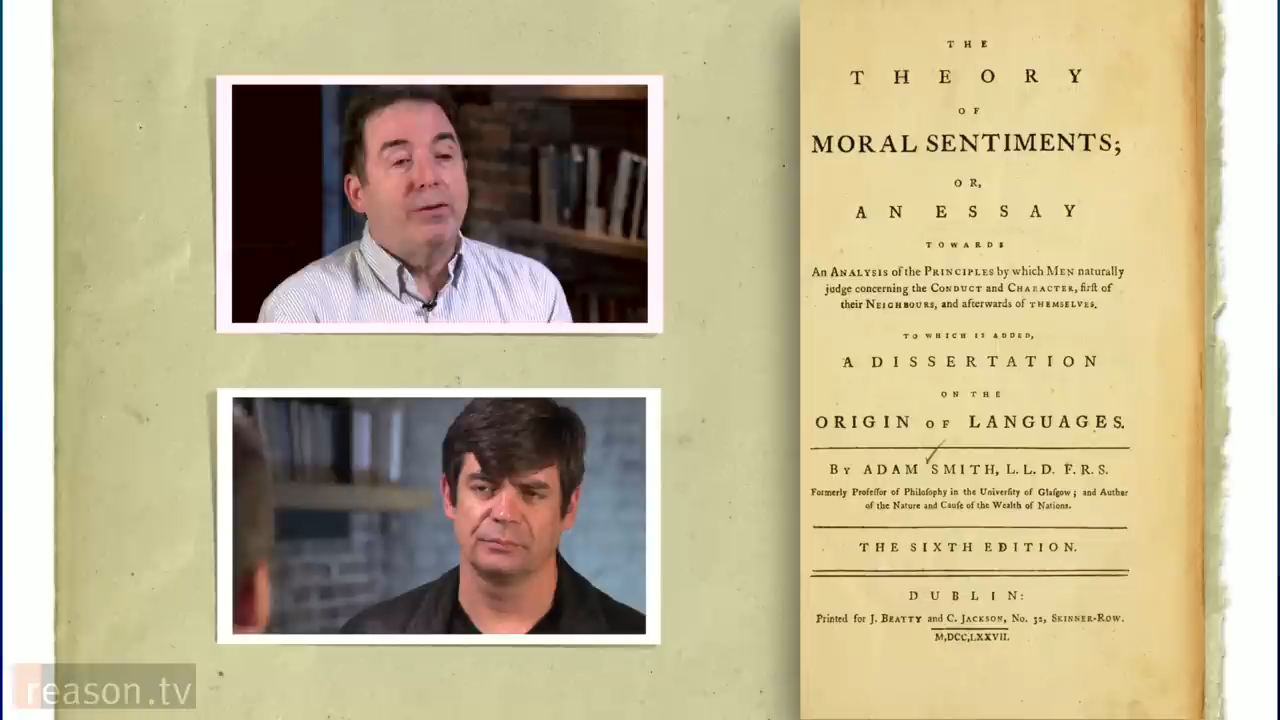 THE
THEORY
OF
MORAL SENTIMENTS;
OR,
AN ESSAY
TOWARDS
An ANALYSIS of the PRINCIPLES by which MEN naturally
judge concerning the CONDUCT and CHARACTER, firſt of
their NEIGHBOURS, and afterwards of THEMSELVES.
TO WHICH IS ADDED,
A DISSERTATION
ON THE
ORIGIN OF LANGUAGES.
BY ADAM SMITH, L.L.D. F.R.S.
Formerly Profeſſor of Philoſophy in the Univerſity of Glaſgow; and Author
of the Nature and Cauſe of the Wealth of Nations.
THE SIXTH EDITION.
DUBLIN:
Printed for J. BEATTY and C. JACKSON, No. 32, SKINNER-ROW.
M,DCC,LXXVII.
reason.tv